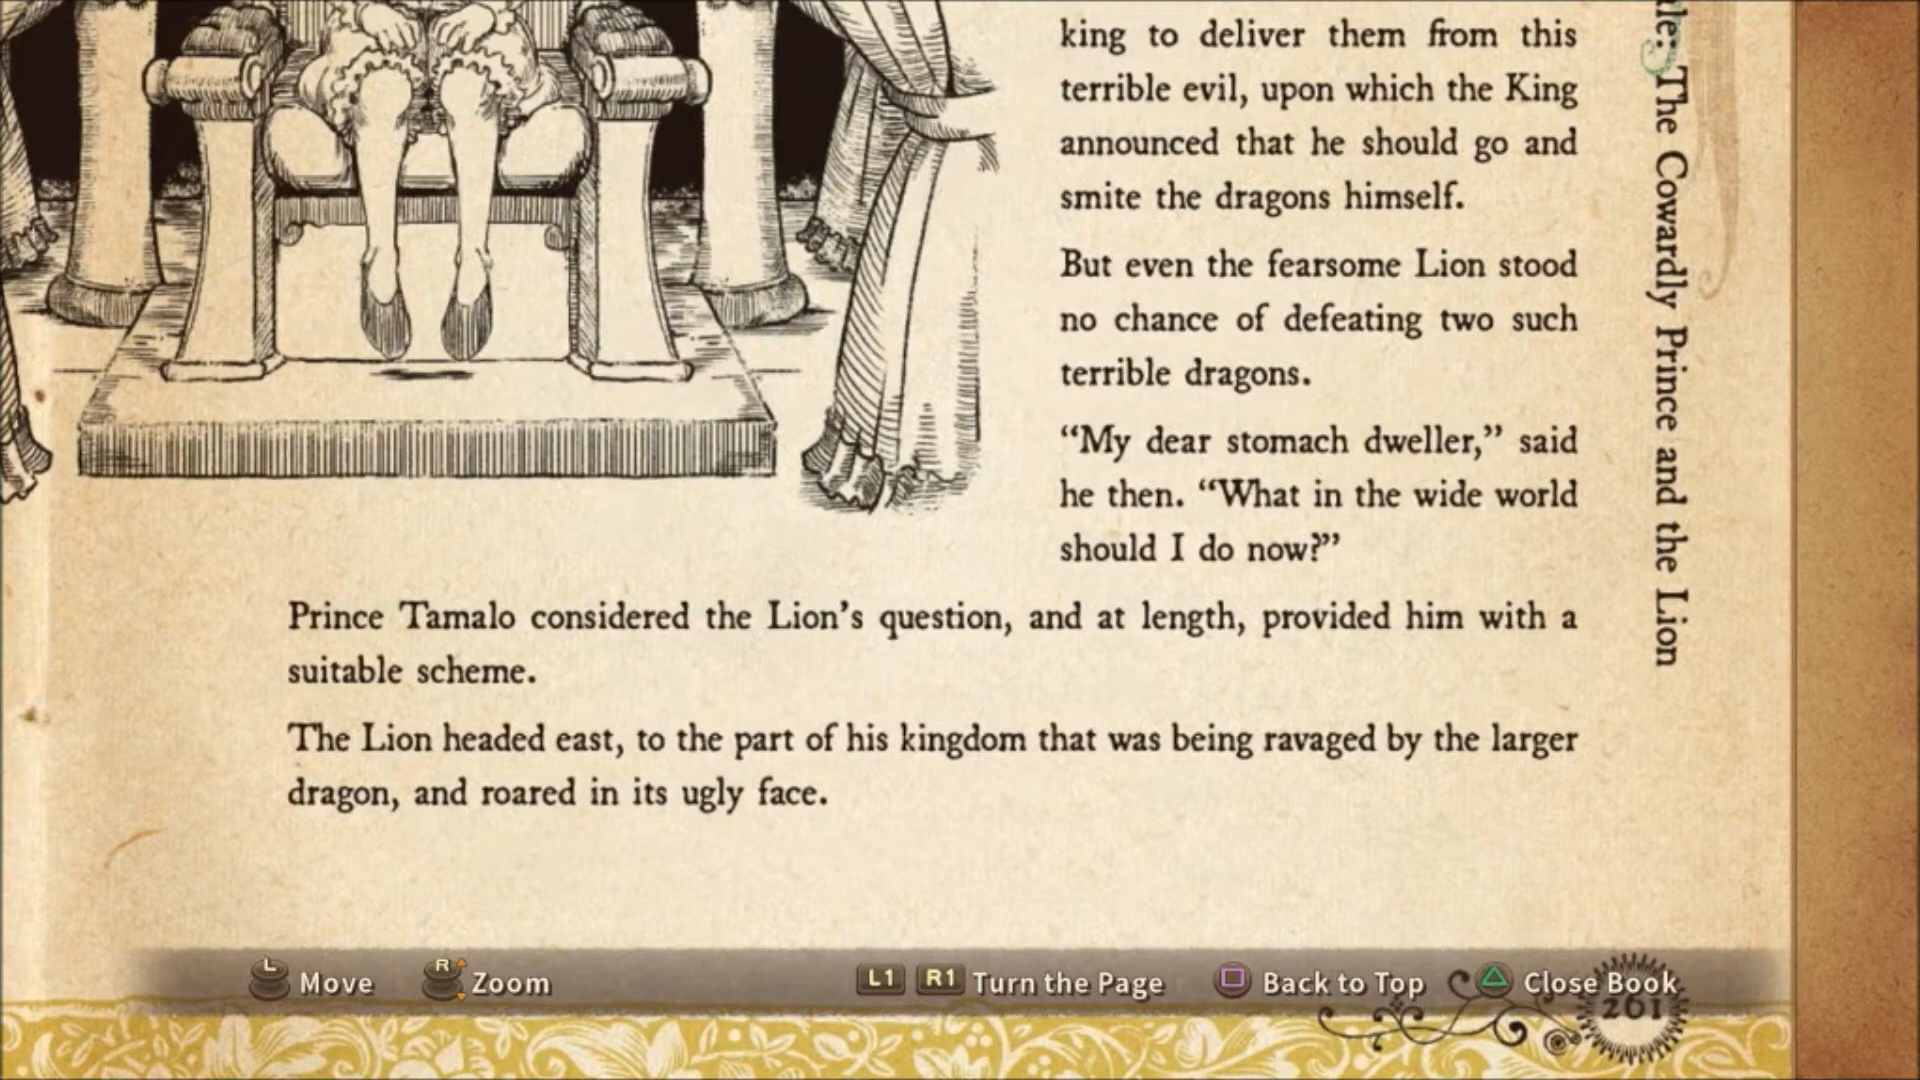 king to deliver them from this
terrible evil, upon which the King
announced that he should go and
smite the dragons himself.
But even the fearsome Lion stood
no chance of defeating two such
terrible dragons.
“My dear stomach dweller,” said
he then. “What in the wide world
should I do now?”
Prince Tamalo considered the Lion’s question, and at length, provided him with a
suitable scheme.
The Lion headed east, to the part of his kingdom that was being ravaged by the larger
dragon, and roared in its ugly face.
The Cowardly Prince and the Lion
L Move R Zoom L1 R1 Turn the Page Back to Top Close Book
261